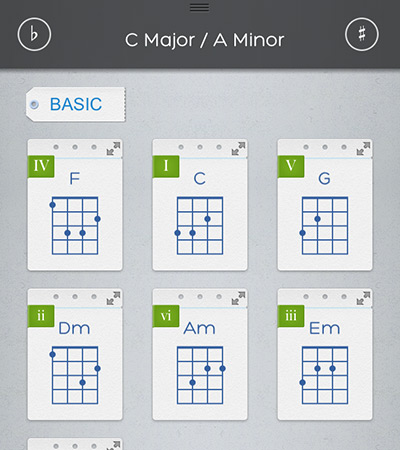 ♭ C Major / A Minor ♯
BASIC
IV I V
F C G
ii vi iii
Dm Am Em